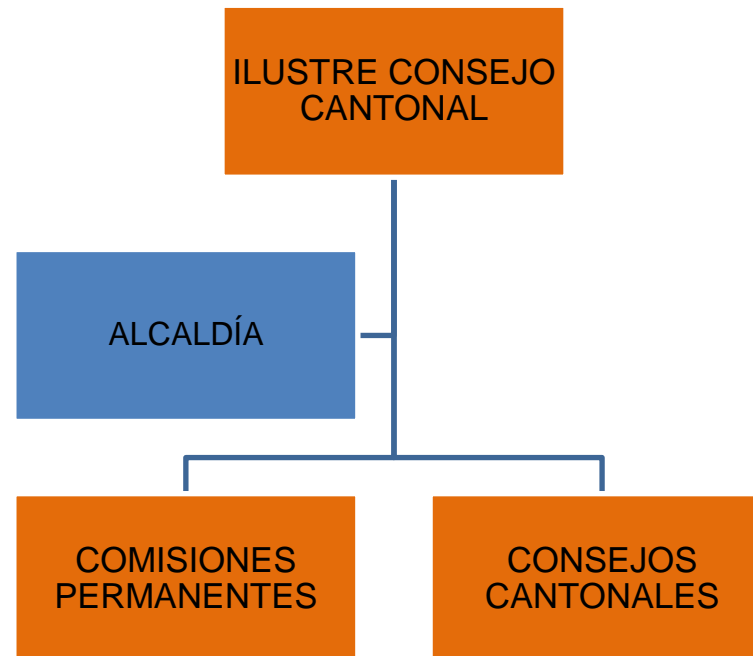 ILUSTRE CONSEJO
CANTONAL
ALCALDÍA
COMISIONES
PERMANENTES
CONSEJOS
CANTONALES